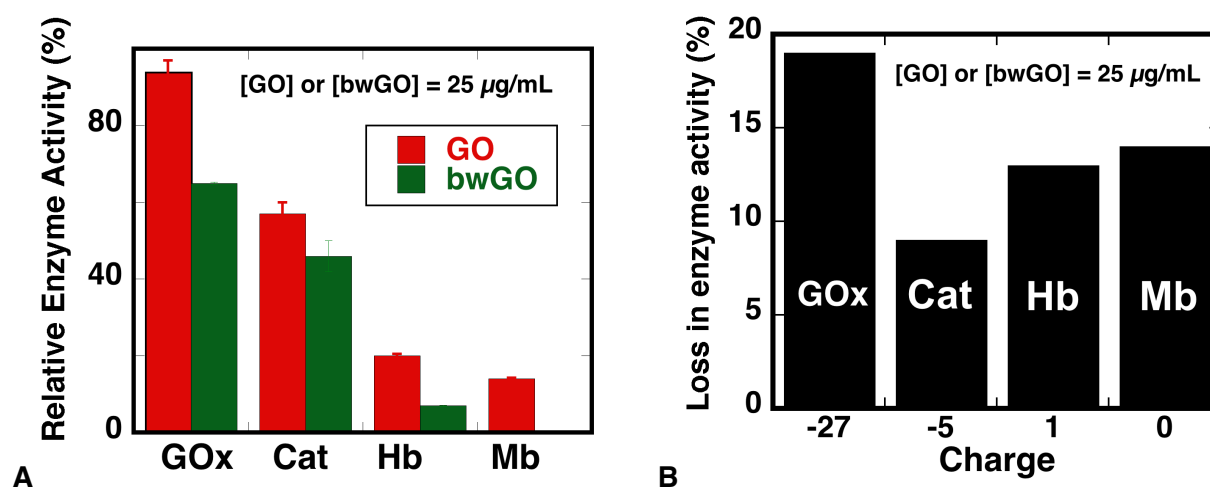 Relative Enzyme Activity (%)
[GO] or [bwGO] = 25 µg/mL
GO
bwGO
80
40
0
GOx Cat Hb Mb
A
Loss in enzyme activity (%)
20
[GO] or [bwGO] = 25 µg/mL
15
10
5
0
GOx Cat Hb Mb
-27 -5 1 0
Charge
B